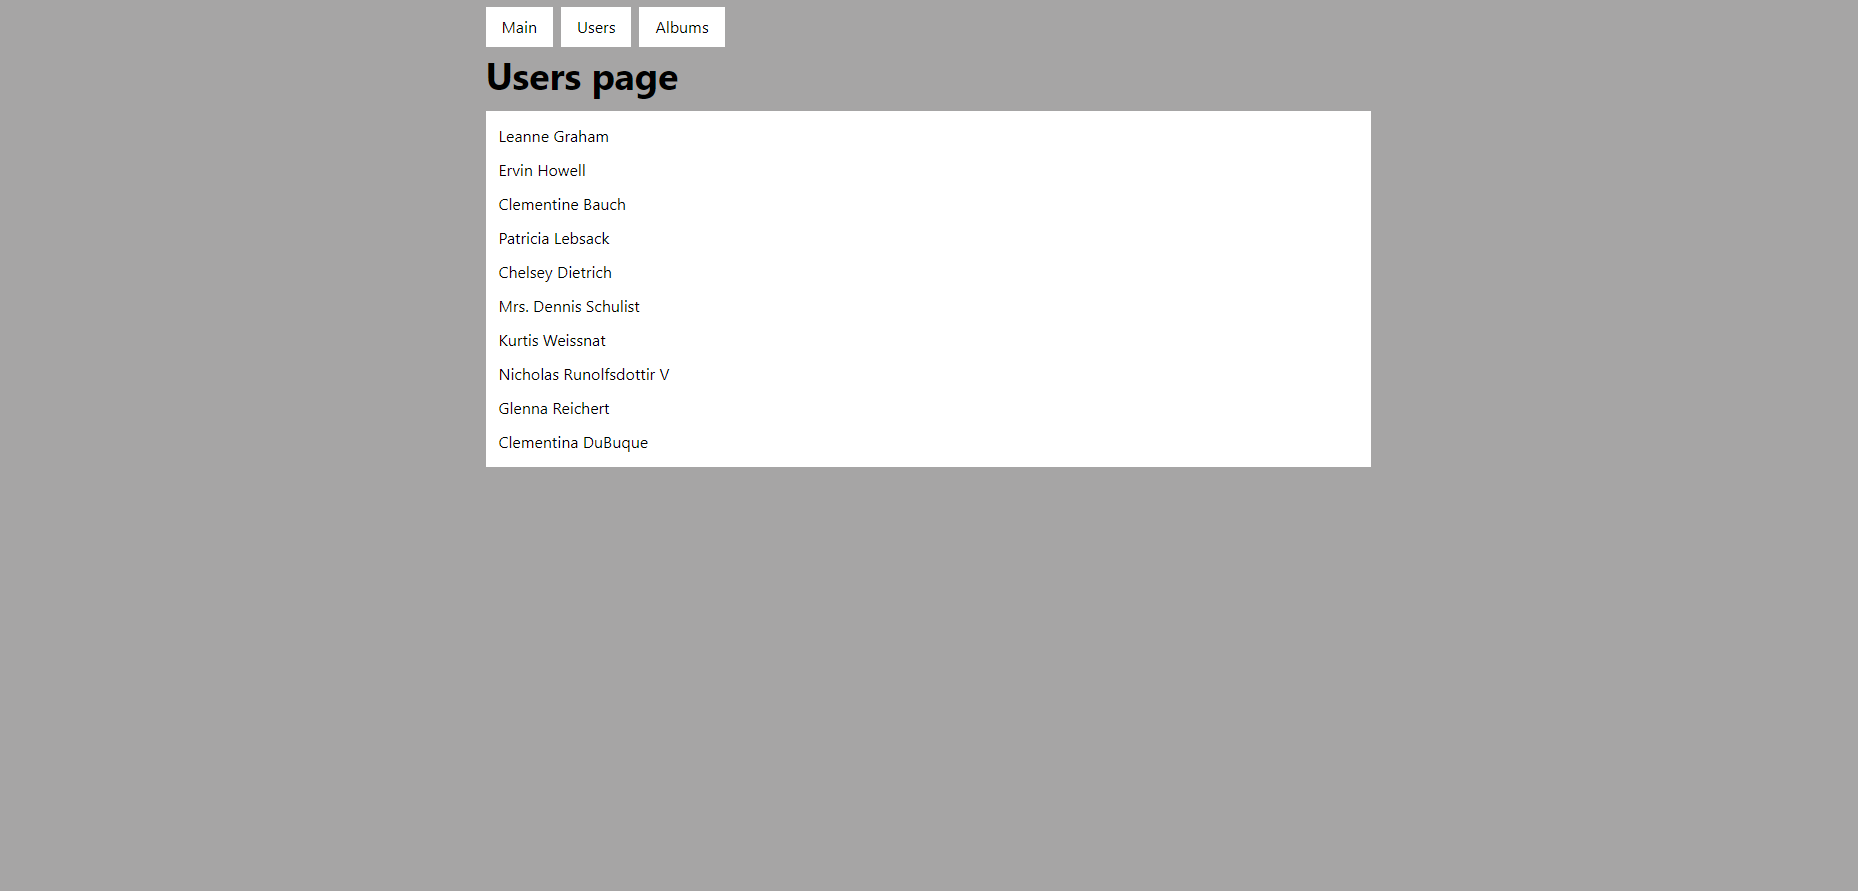 Main Users Albums
Users page
Leanne Graham
Ervin Howell
Clementine Bauch
Patricia Lebsack
Chelsey Dietrich
Mrs. Dennis Schulist
Kurtis Weissnat
Nicholas Runolfsdottir V
Glenna Reichert
Clementina DuBuque